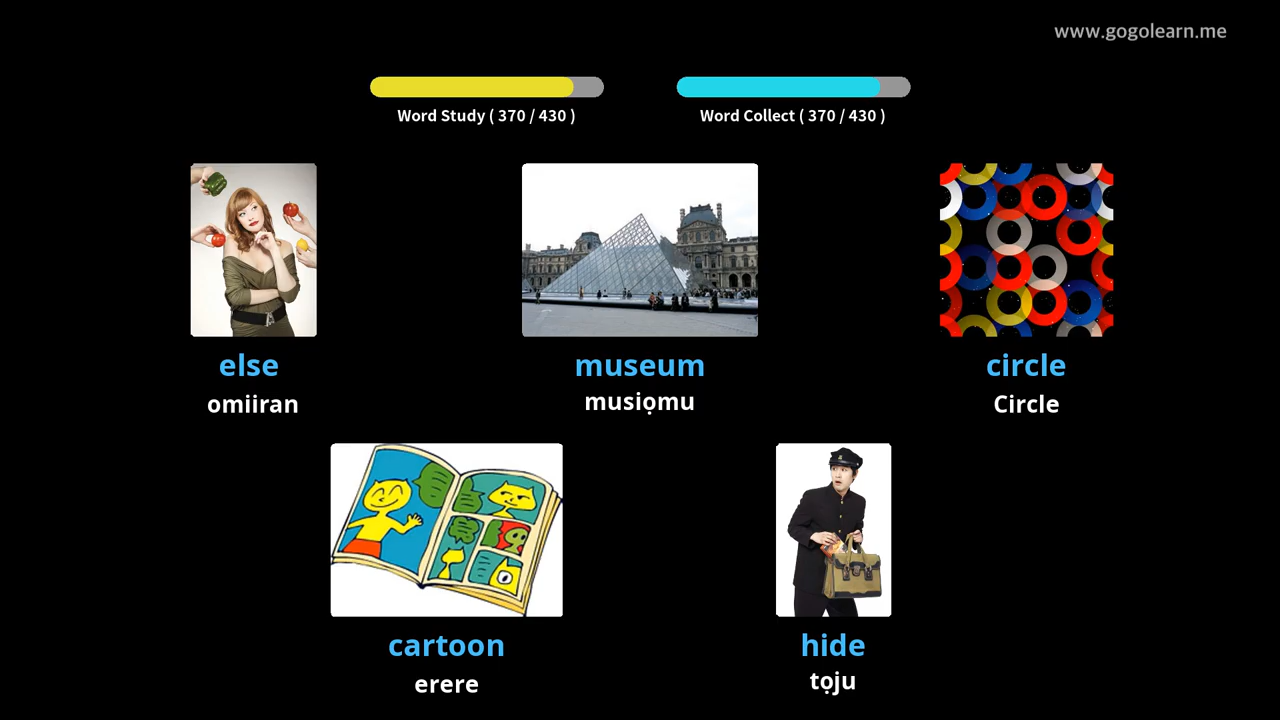 www.gogolearn.me
Word Study ( 370 / 430 )
Word Collect ( 370 / 430 )
else
omiiran
museum
musiọmu
circle
Circle
cartoon
erere
hide
tọju